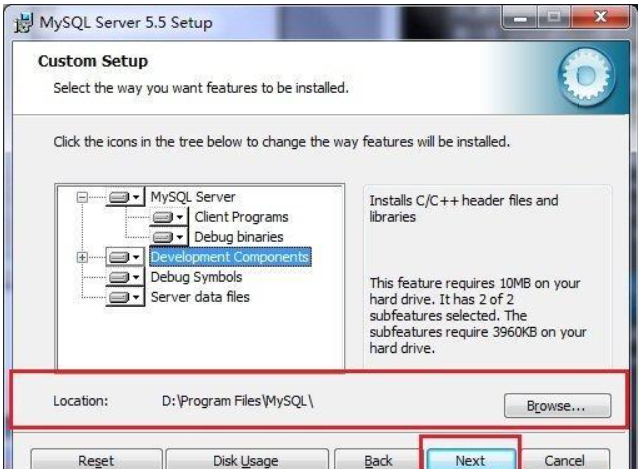 MySQL Server 5.5 Setup
Custom Setup
Select the way you want features to be installed.
Click the icons in the tree below to change the way features will be installed.
MySQL Server
Client Programs
Debug binaries
Development Components
Debug Symbols
Server data files
Installs C/C++ header files and
libraries
This feature requires 10MB on your
hard drive. It has 2 of 2
subfeatures selected. The
subfeatures require 3960KB on your
hard drive.
Location: D:\Program Files\MySQL\
Browse...
Reset Disk Usage Back Next Cancel